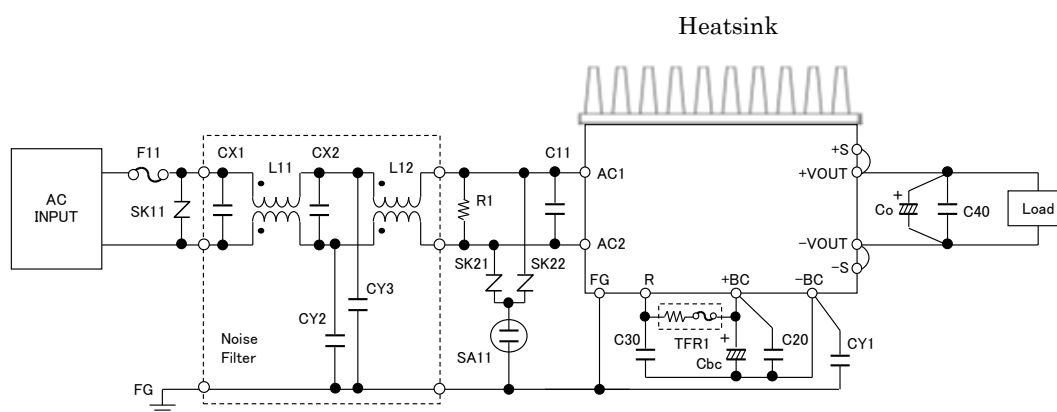 Heatsink
F11
CX1
L11
CX2
L12
C11
AC
INPUT
SK11
R1
AC1
AC2
+S
+VOUT
-VOUT
-S
+
Co
C40
Load
SK21
SK22
FG
R
+BC
-BC
CY2
CY3
Noise
Filter
SA11
C30
TFR1
+
Cbc
C20
CY1
FG